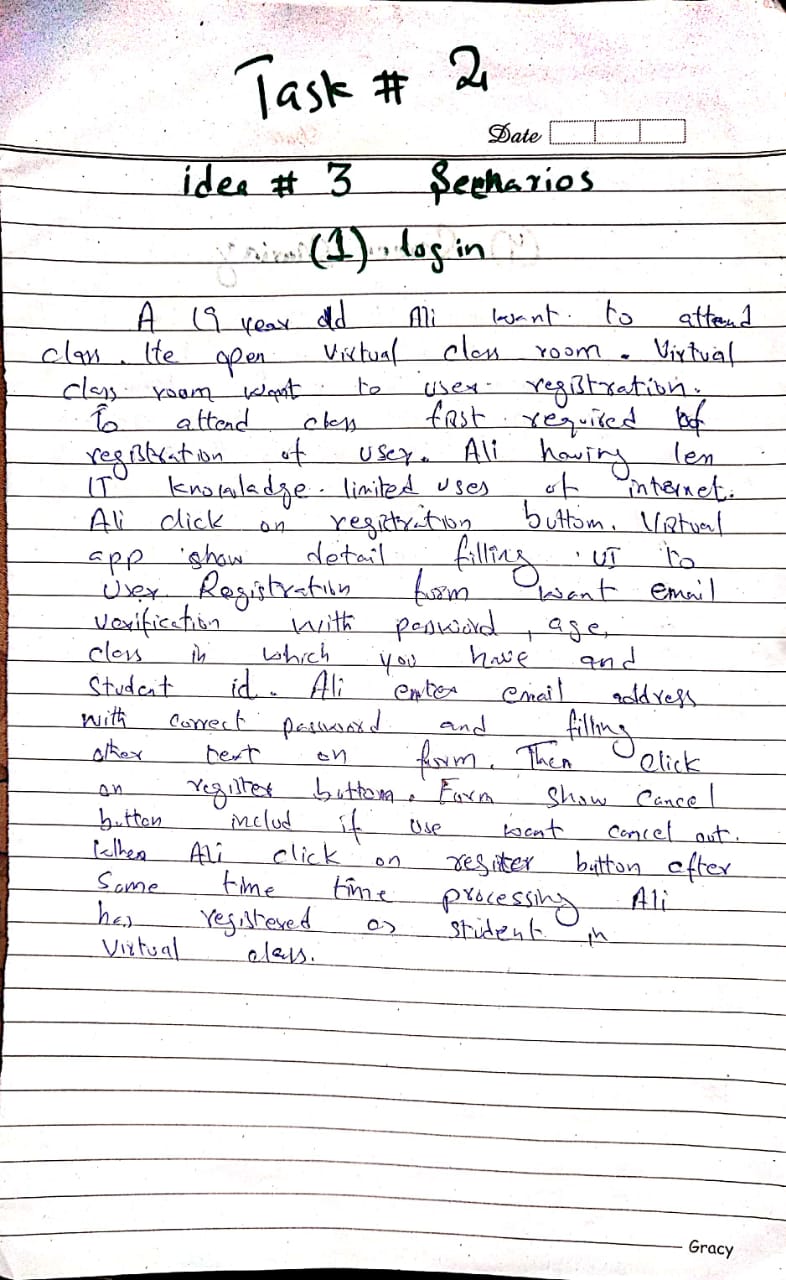 Task # 2
Date
idea # 3 Scenarios
(1). log in
A 19 year old Ali want. to attend
class. He open Virtual class room. Virtual
class room want to user registration.
To attend class first required of
registration of user. Ali having less
IT knowladge. limited uses of internet.
Ali click on registration buttom. Virtual
app show detail filling UI to
User Registration form want email
verification with password, age,
class in which you have and
Student id. Ali enter email address
with correct password and filling
other text on form. Then click
on register buttom. Form show Cancel
button includ if use want cancel out.
When Ali click on regiter button after
Some time time processing Ali
has registered as student in
Virtual class.
Gracy